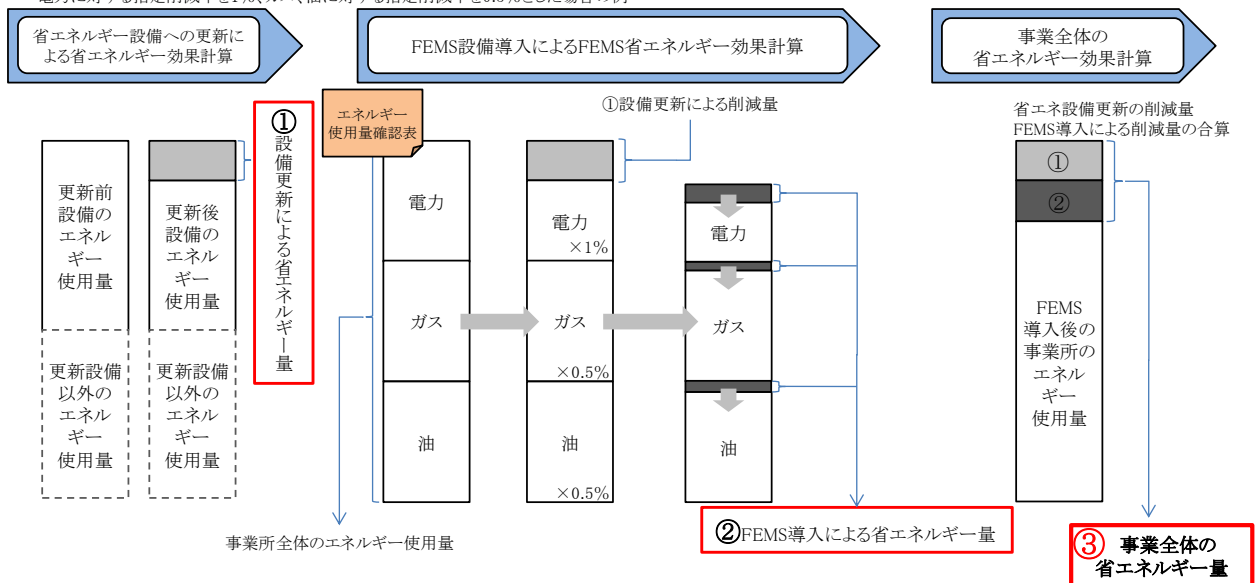 省エネルギー設備への更新に
よる省エネルギー効果計算
FEMS設備導入によるFEMS省エネルギー効果計算
事業全体の
省エネルギー効果計算
更新前
設備の
エネル
ギー
使用量
更新設備
以外の
エネル
ギー
使用量
更新後
設備の
エネル
ギー
使用量
更新設備
以外の
エネル
ギー
使用量
①設備更新による省エネルギー量
エネルギー
使用量確認表
電力
ガス
油
事業所全体のエネルギー使用量
①設備更新による削減量
電力
×1%
ガス
×0.5%
油
×0.5%
電力
ガス
油
②FEMS導入による省エネルギー量
省エネ設備更新の削減量
FEMS導入による削減量の合算
①
②
FEMS
導入後の
事業所の
エネル
ギー
使用量
③ 事業全体の
省エネルギー量